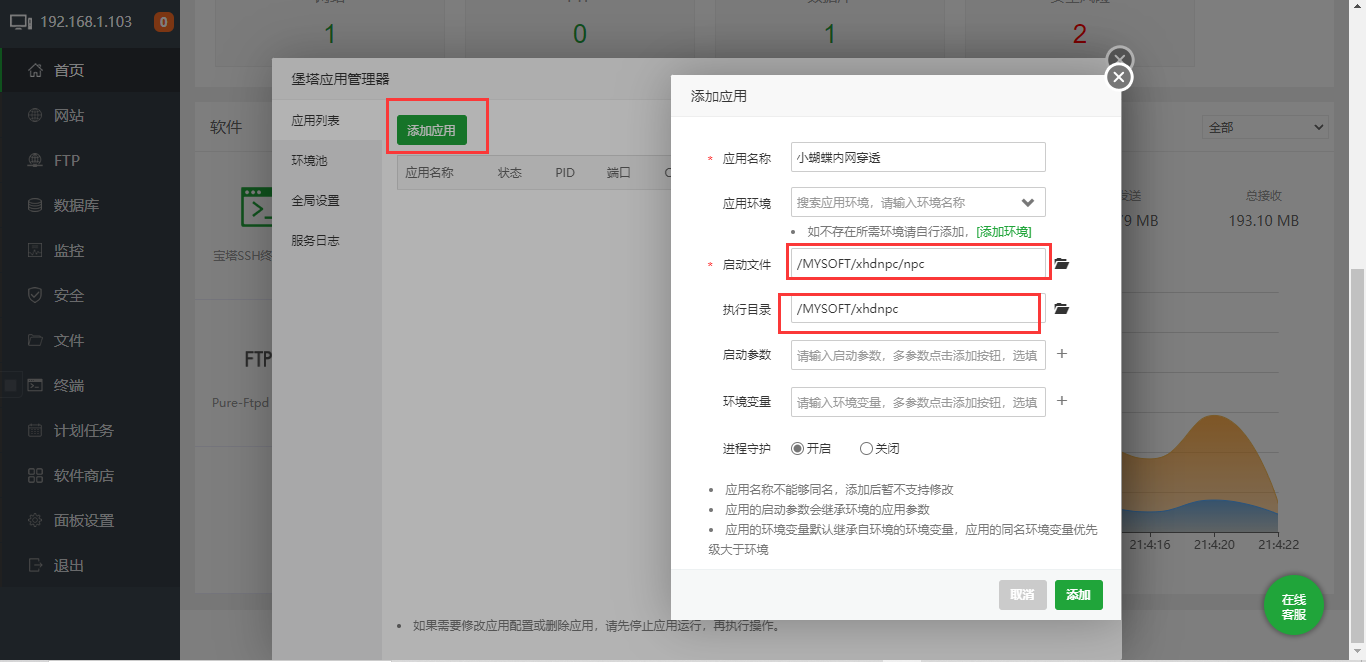 192.168.1.103
0
首页
网站
FTP
数据库
监控
安全
文件
终端
计划任务
软件商店
面板设置
退出
1
0
1
2
软件
全部
宝塔SSH终
FTP
Pure-Ftpd
总接收
193.10 MB
21:4:16
21:4:20
21:4:22
在线
客服
堡塔应用管理器
应用列表
环境池
全局设置
服务日志
添加应用
应用名称 状态 PID 端口
如果需要修改应用配置或删除应用，请先停止应用运行，再执行操作。
添加应用
* 应用名称 小蝴蝶内网穿透
应用环境 搜索应用环境，请输入环境名称
如不存在所需环境请自行添加，[添加环境]
* 启动文件 /MYSOFT/xhdnpc/npc
执行目录 /MYSOFT/xhdnpc
启动参数 请输入启动参数，多参数点击添加按钮，选填 +
环境变量 请输入环境变量，多参数点击添加按钮，选填 +
进程守护 开启 关闭
应用名称不能够同名，添加后暂不支持修改
应用的启动参数会继承环境的应用参数
应用的环境变量默认继承自环境的环境变量，应用的同名环境变量优先
级大于环境
取消 添加